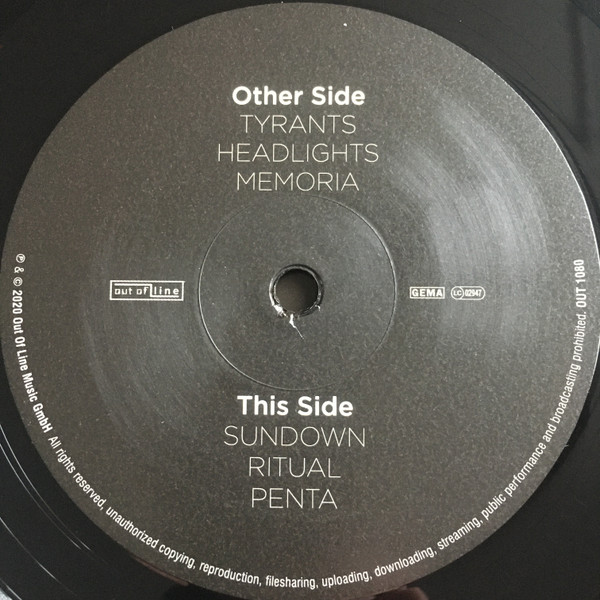 Other Side
TYRANTS
HEADLIGHTS
MEMORIA
out of line
GEMA LC 02947
This Side
SUNDOWN
RITUAL
PENTA
℗ & © 2020 Out Of Line Music GmbH All rights reserved, unauthorized copying, reproduction, filesharing, uploading, downloading, streaming, public performance and broadcasting prohibited. OUT 1080